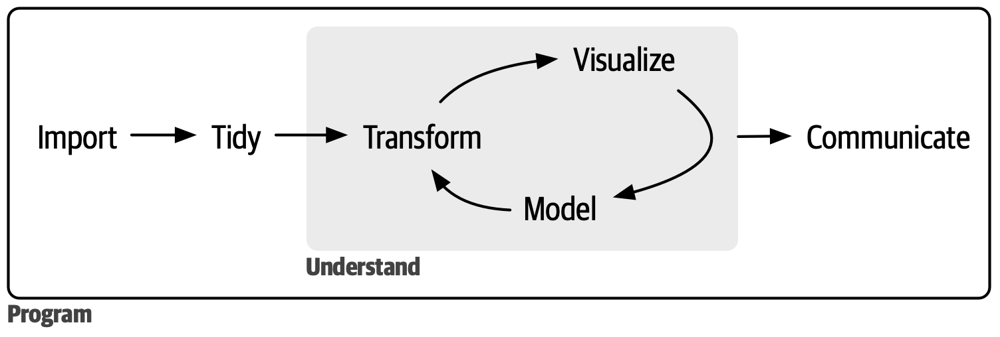 Visualize
Import
Tidy
Transform
Communicate
Model
Understand
Program